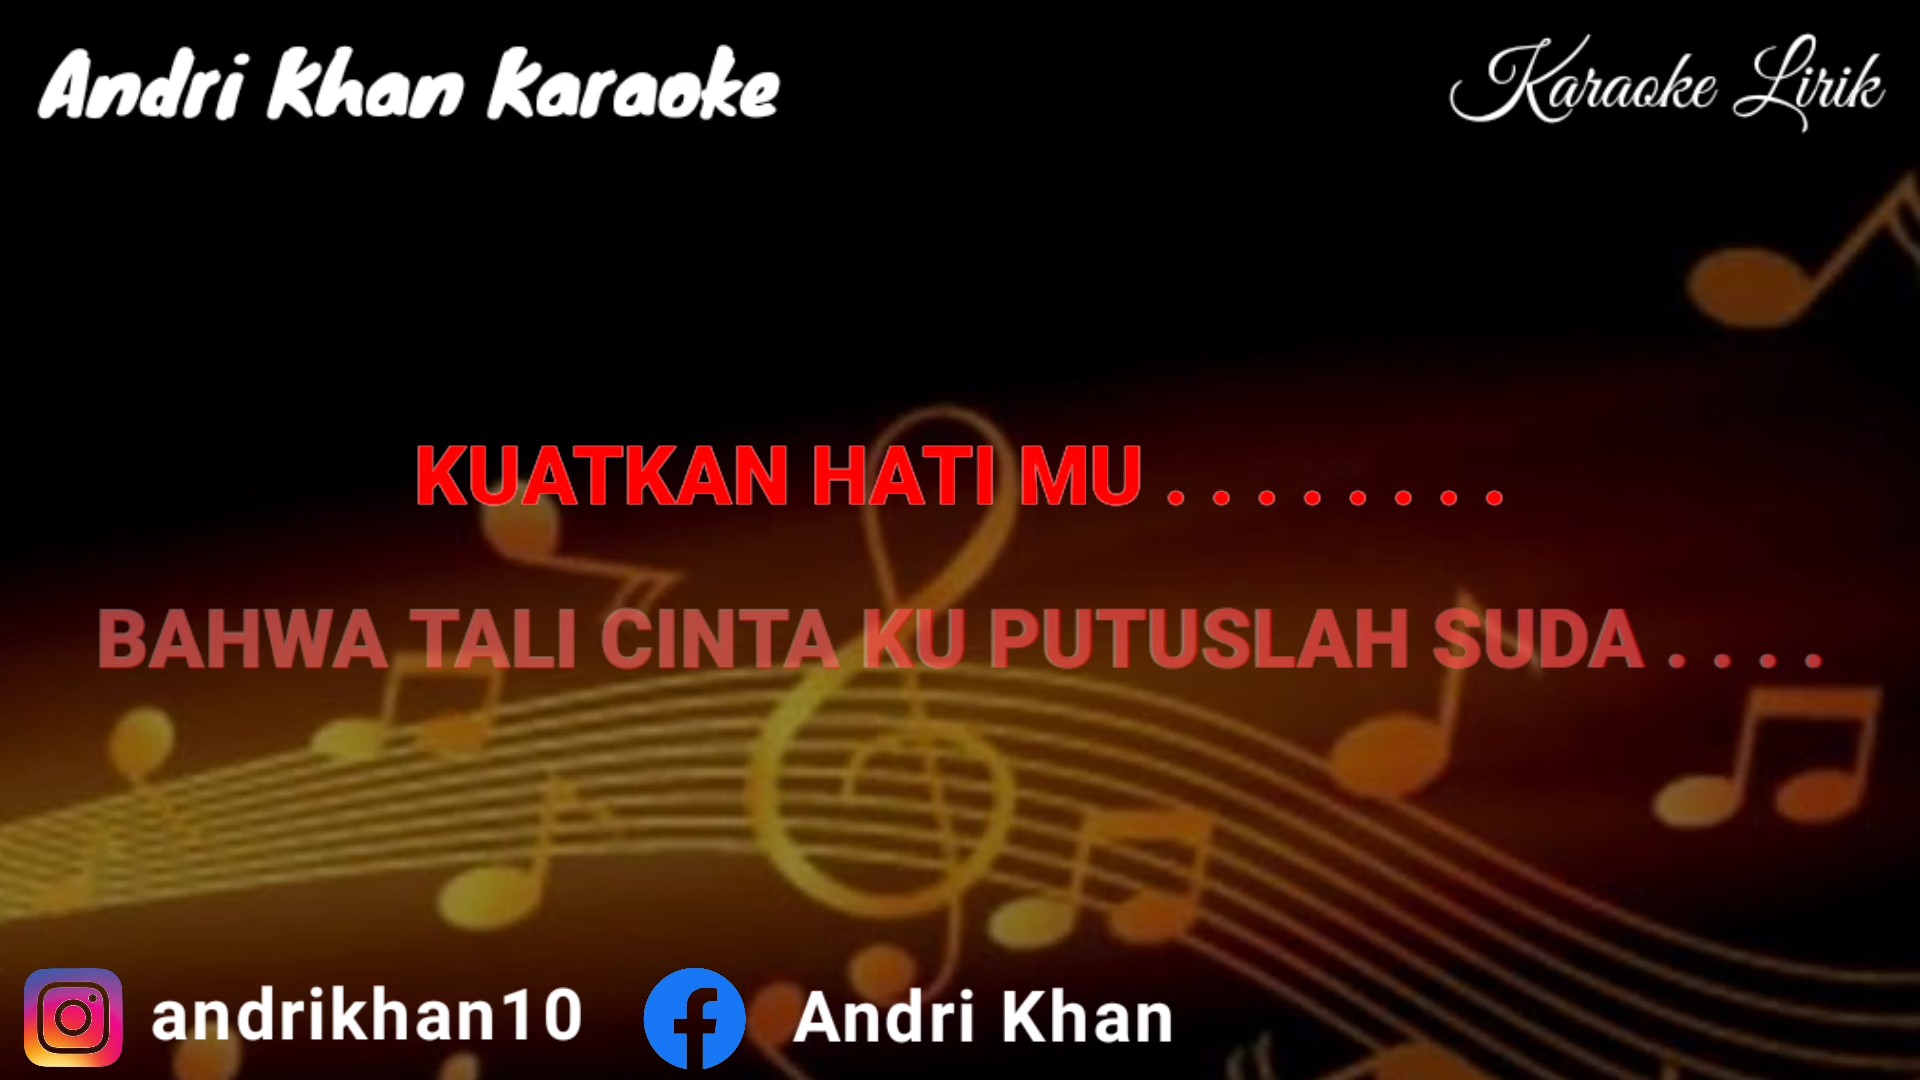 Andri Khan Karaoke
Karaoke Lirik
KUATKAN HATI MU . . . . . . . .
BAHWA TALI CINTA KU PUTUSLAH SUDA . . . .
andrikhan10
Andri Khan